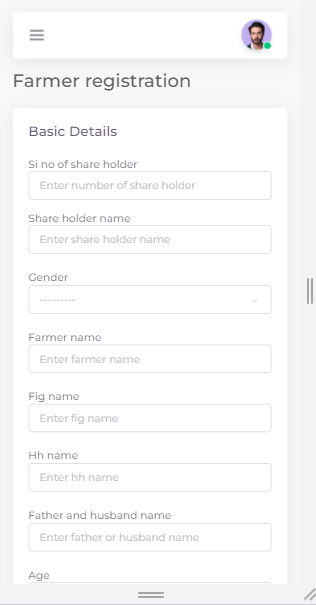 Farmer registration
Basic Details
Si no of share holder
Enter number of share holder
Share holder name
Enter share holder name
Gender
---------
Farmer name
Enter farmer name
Fig name
Enter fig name
Hh name
Enter hh name
Father and husband name
Enter father or husband name
Age